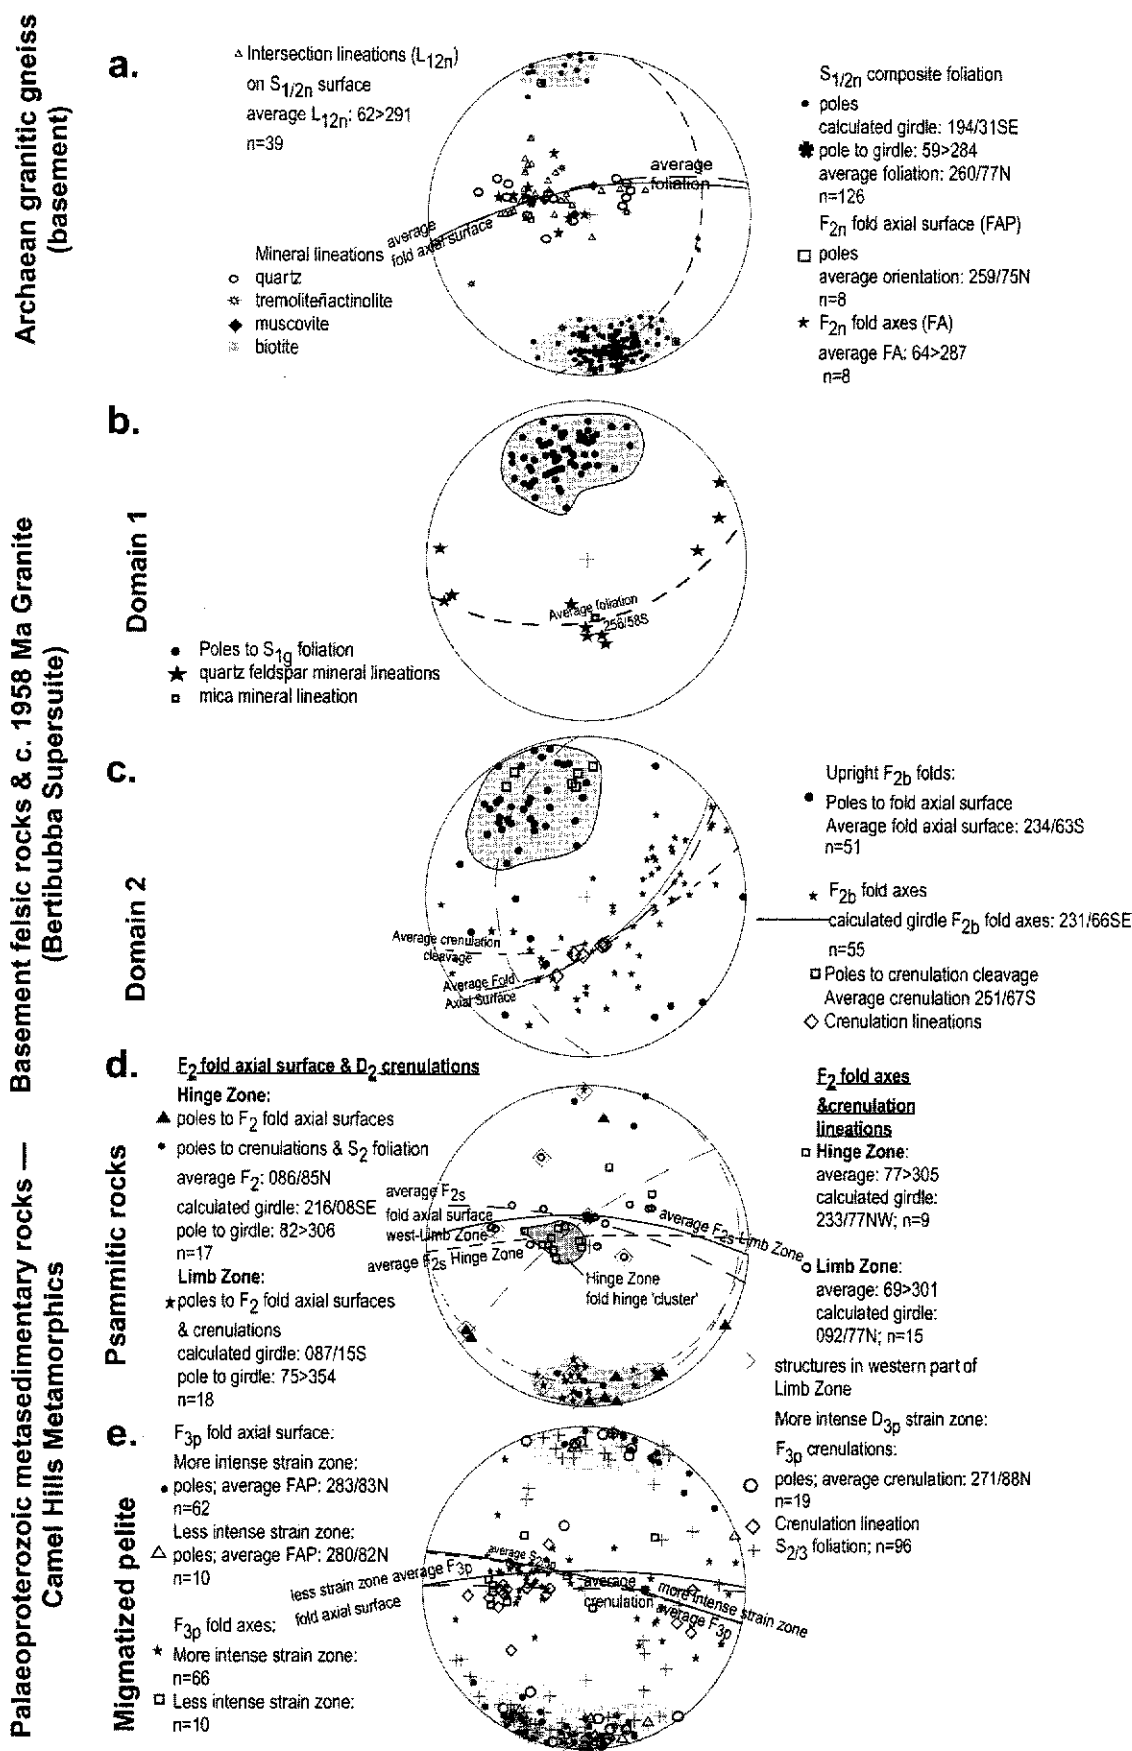 Archaean granitic gneiss
(basement)
a.
Intersection lineations (L12n)
on S1/2n surface
average L12n: 62>291
n=39
Mineral lineations
quartz
tremoliteñactinolite
muscovite
biotite
average
foliation
average
fold axial surface
S1/2n composite foliation
poles
calculated girdle: 194/31SE
pole to girdle: 59>284
average foliation: 260/77N
n=126
F2n fold axial surface (FAP)
poles
average orientation: 259/75N
n=8
F2n fold axes (FA)
average FA: 64>287
n=8
Basement felsic rocks & c. 1958 Ma Granite
(Bertibubba Supersuite)
b.
Domain 1
Average foliation
256/58S
Poles to S1g foliation
quartz feldspar mineral lineations
mica mineral lineation
c.
Domain 2
Average crenulation
cleavage
Average Fold
Axial Surface
Upright F2b folds:
Poles to fold axial surface
Average fold axial surface: 234/63S
n=51
F2b fold axes
calculated girdle F2b fold axes: 231/66SE
n=55
Poles to crenulation cleavage
Average crenulation 251/67S
Crenulation lineations
Palaeoproterozoic metasedimentary rocks —
Camel Hills Metamorphics
d.
Psammitic rocks
F2 fold axial surface & D2 crenulations
Hinge Zone:
poles to F2 fold axial surfaces
poles to crenulations & S2 foliation
average F2: 086/85N
calculated girdle: 216/08SE
pole to girdle: 82>306
n=17
Limb Zone:
poles to F2 fold axial surfaces
& crenulations
calculated girdle: 087/15S
pole to girdle: 75>354
n=18
average F2s
fold axial surface
west-Limb Zone
average F2s Hinge Zone
average F2s Limb Zone
Hinge Zone
fold hinge 'cluster'
F2 fold axes
&crenulation
lineations
Hinge Zone:
average: 77>305
calculated girdle:
233/77NW; n=9
Limb Zone:
average: 69>301
calculated girdle:
092/77N; n=15
structures in western part of
Limb Zone
e.
Migmatized pelite
F3p fold axial surface:
More intense strain zone:
poles; average FAP: 283/83N
n=62
Less intense strain zone:
poles; average FAP: 280/82N
n=10
F3p fold axes;
More intense strain zone:
n=66
Less intense strain zone:
n=10
less strain zone average F3p
fold axial surface
average S2/3p
average
crenulation
more intense strain zone
average F3p
More intense D3p strain zone:
F3p crenulations:
poles; average crenulation: 271/88N
n=19
Crenulation lineation
S2/3 foliation; n=96